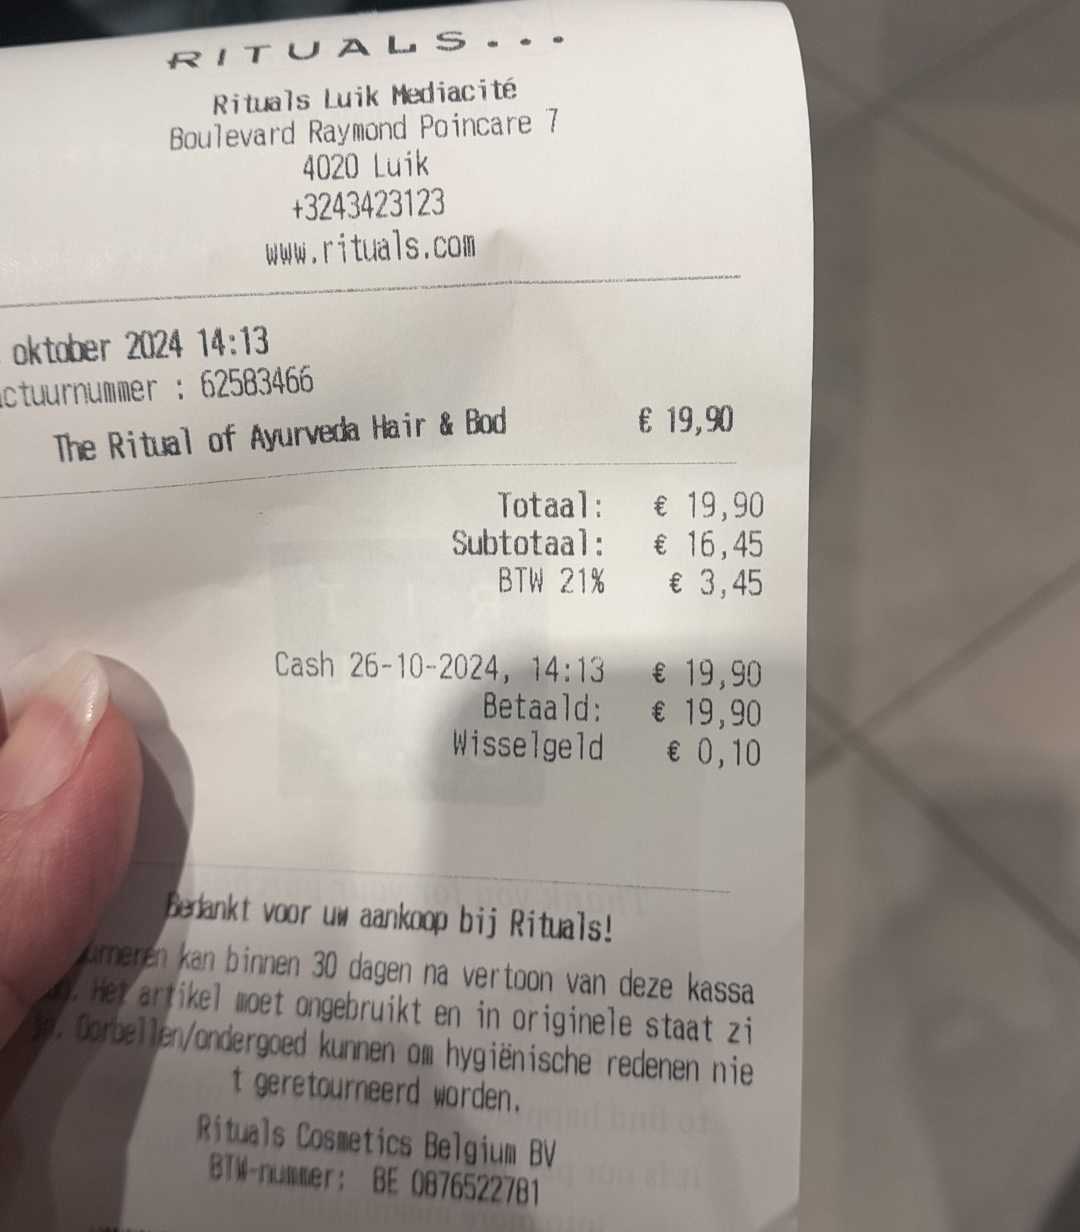 RITUALS...
Rituals Luik Mediacité
Boulevard Raymond Poincare 7
4020 Luik
+3243423123
www.rituals.com
oktober 2024 14:13
ctuurnummer : 62583466
The Ritual of Ayurveda Hair & Bod € 19,90
Totaal: € 19,90
Subtotaal: € 16,45
BTW 21% € 3,45
Cash 26-10-2024, 14:13 € 19,90
Betaald: € 19,90
Wisselgeld € 0,10
Bedankt voor uw aankoop bij Rituals!
urneren kan binnen 30 dagen na vertoon van deze kassa
). Het artikel moet ongebruikt en in originele staat zi
jn. Oorbellen/ondergoed kunnen om hygiënische redenen nie
t geretourneerd worden.
Rituals Cosmetics Belgium BV
BTW-nummer: BE 0876522781